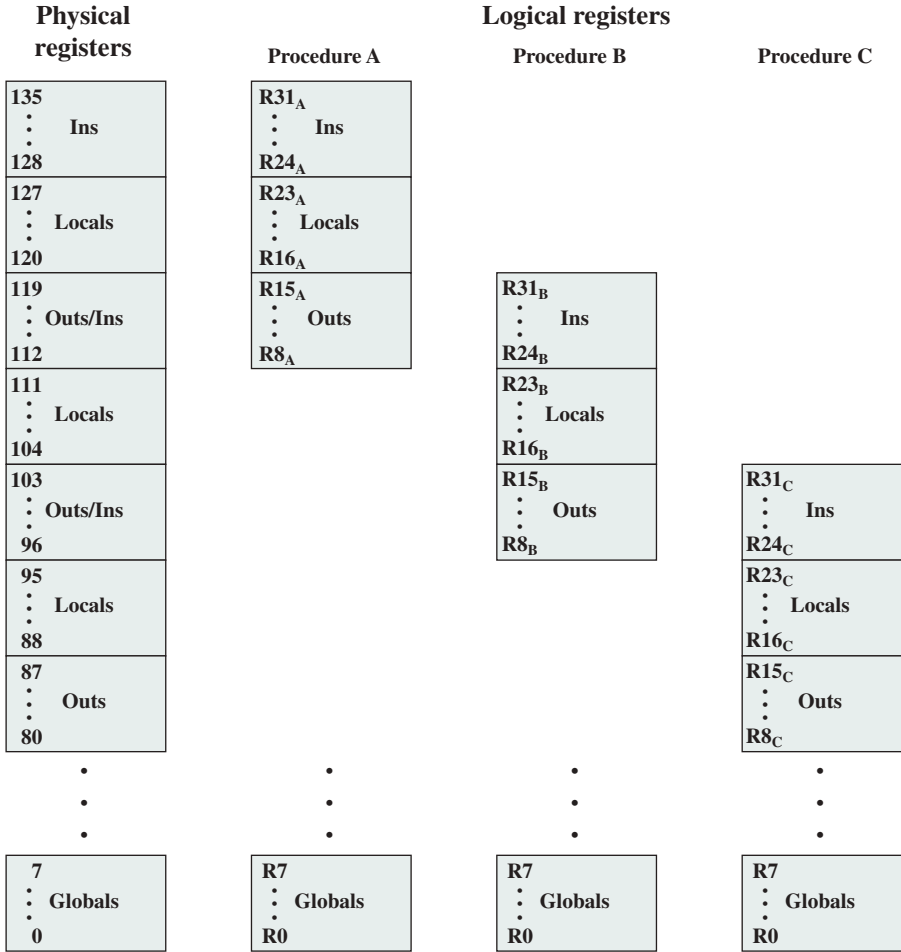 Physical registers
Logical registers
Procedure A
Procedure B
Procedure C
135
Ins
128
127
Locals
120
119
Outs/Ins
112
111
Locals
104
103
Outs/Ins
96
95
Locals
88
87
Outs
80
7
Globals
0
R31A
Ins
R24A
R23A
Locals
R16A
R15A
Outs
R8A
R7
Globals
R0
R31B
Ins
R24B
R23B
Locals
R16B
R15B
Outs
R8B
R7
Globals
R0
R31C
Ins
R24C
R23C
Locals
R16C
R15C
Outs
R8C
R7
Globals
R0